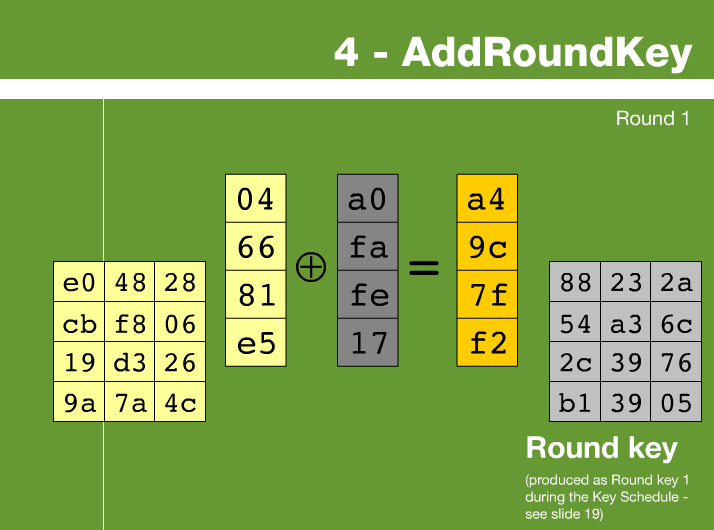 4 - AddRoundKey
Round 1
04 a0 a4
66 fa 9c
⊕ =
81 fe 7f
e5 17 f2
e0 48 28
cb f8 06
19 d3 26
9a 7a 4c
88 23 2a
54 a3 6c
2c 39 76
b1 39 05
Round key
(produced as Round key 1
during the Key Schedule -
see slide 19)